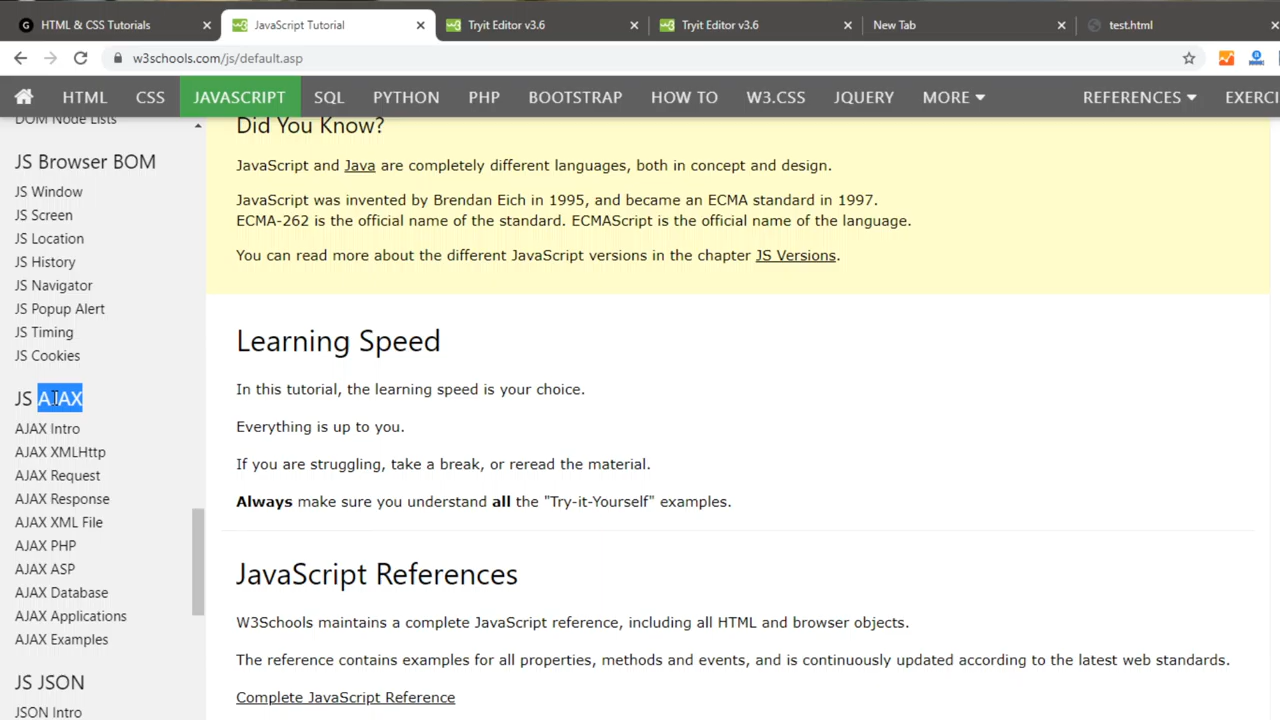 HTML & CSS Tutorials
JavaScript Tutorial
Tryit Editor v3.6
Tryit Editor v3.6
New Tab
test.html
w3schools.com/js/default.asp
HTML
CSS
JAVASCRIPT
SQL
PYTHON
PHP
BOOTSTRAP
HOW TO
W3.CSS
JQUERY
MORE
REFERENCES
EXERCI
DOM Node Lists
JS Browser BOM
JS Window
JS Screen
JS Location
JS History
JS Navigator
JS Popup Alert
JS Timing
JS Cookies
JS AJAX
AJAX Intro
AJAX XMLHttp
AJAX Request
AJAX Response
AJAX XML File
AJAX PHP
AJAX ASP
AJAX Database
AJAX Applications
AJAX Examples
JS JSON
JSON Intro
Did You Know?
JavaScript and Java are completely different languages, both in concept and design.
JavaScript was invented by Brendan Eich in 1995, and became an ECMA standard in 1997.
ECMA-262 is the official name of the standard. ECMAScript is the official name of the language.
You can read more about the different JavaScript versions in the chapter JS Versions.
Learning Speed
In this tutorial, the learning speed is your choice.
Everything is up to you.
If you are struggling, take a break, or reread the material.
Always make sure you understand all the "Try-it-Yourself" examples.
JavaScript References
W3Schools maintains a complete JavaScript reference, including all HTML and browser objects.
The reference contains examples for all properties, methods and events, and is continuously updated according to the latest web standards.
Complete JavaScript Reference